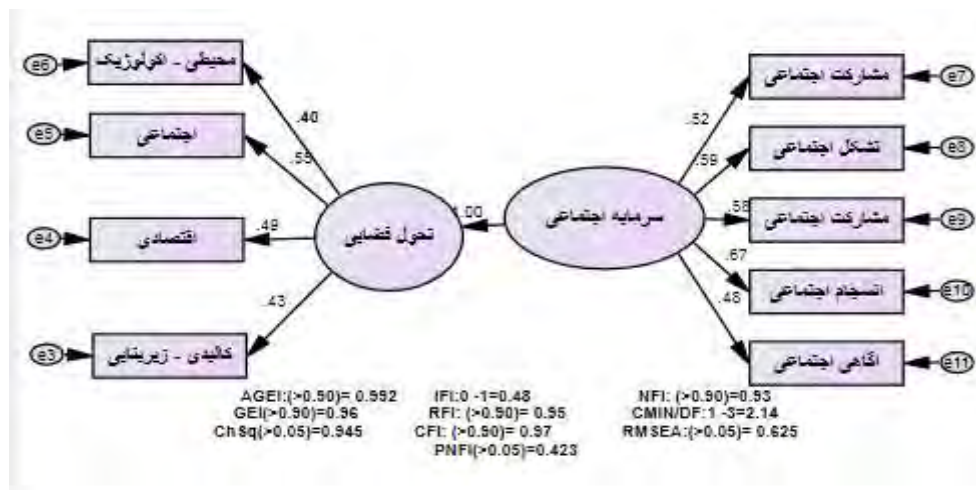 محیطی - اکولوژیک
e6
.40
اجتماعی
e5
.55
اقتصادی
e4
.49
کالبدی - زیربنایی
e3
.43
تحول فضایی
1.00
سرمایه اجتماعی
مشارکت اجتماعی
e7
.52
تشکل اجتماعی
e8
.59
مشارکت اجتماعی
e9
.58
انسجام اجتماعی
e10
.67
اگاهی اجتماعی
e11
.48
AGEI:(>0.90)= 0.992 IFI:0 -1=0.48 NFI: (>0.90)=0.93
GEI(>0.90)=0.96 RFI: (>0.90)= 0.95 CMIN/DF:1 -3=2.14
ChSq(>0.05)=0.945 CFI: (>0.90)= 0.97 RMSEA:(>0.05)= 0.625
PNFI(>0.05)=0.423